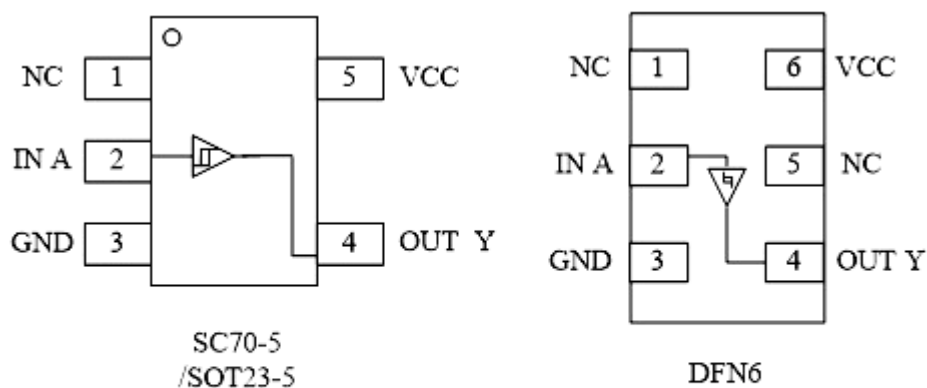 NC 1 5 VCC
IN A 2
GND 3 4 OUT Y
SC70-5
/SOT23-5
NC 1 6 VCC
IN A 2 5 NC
GND 3 4 OUT Y
DFN6